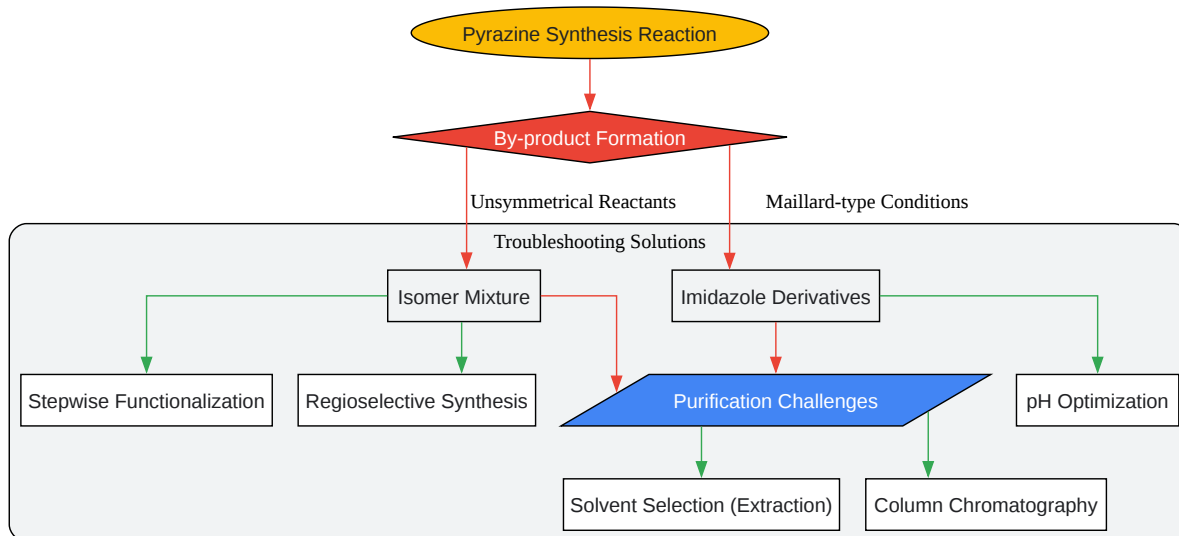 Pyrazine Synthesis Reaction
By-product Formation
Unsymmetrical Reactants
Maillard-type Conditions
Troubleshooting Solutions
Isomer Mixture
Imidazole Derivatives
Stepwise Functionalization
Regioselective Synthesis
Purification Challenges
pH Optimization
Solvent Selection (Extraction)
Column Chromatography